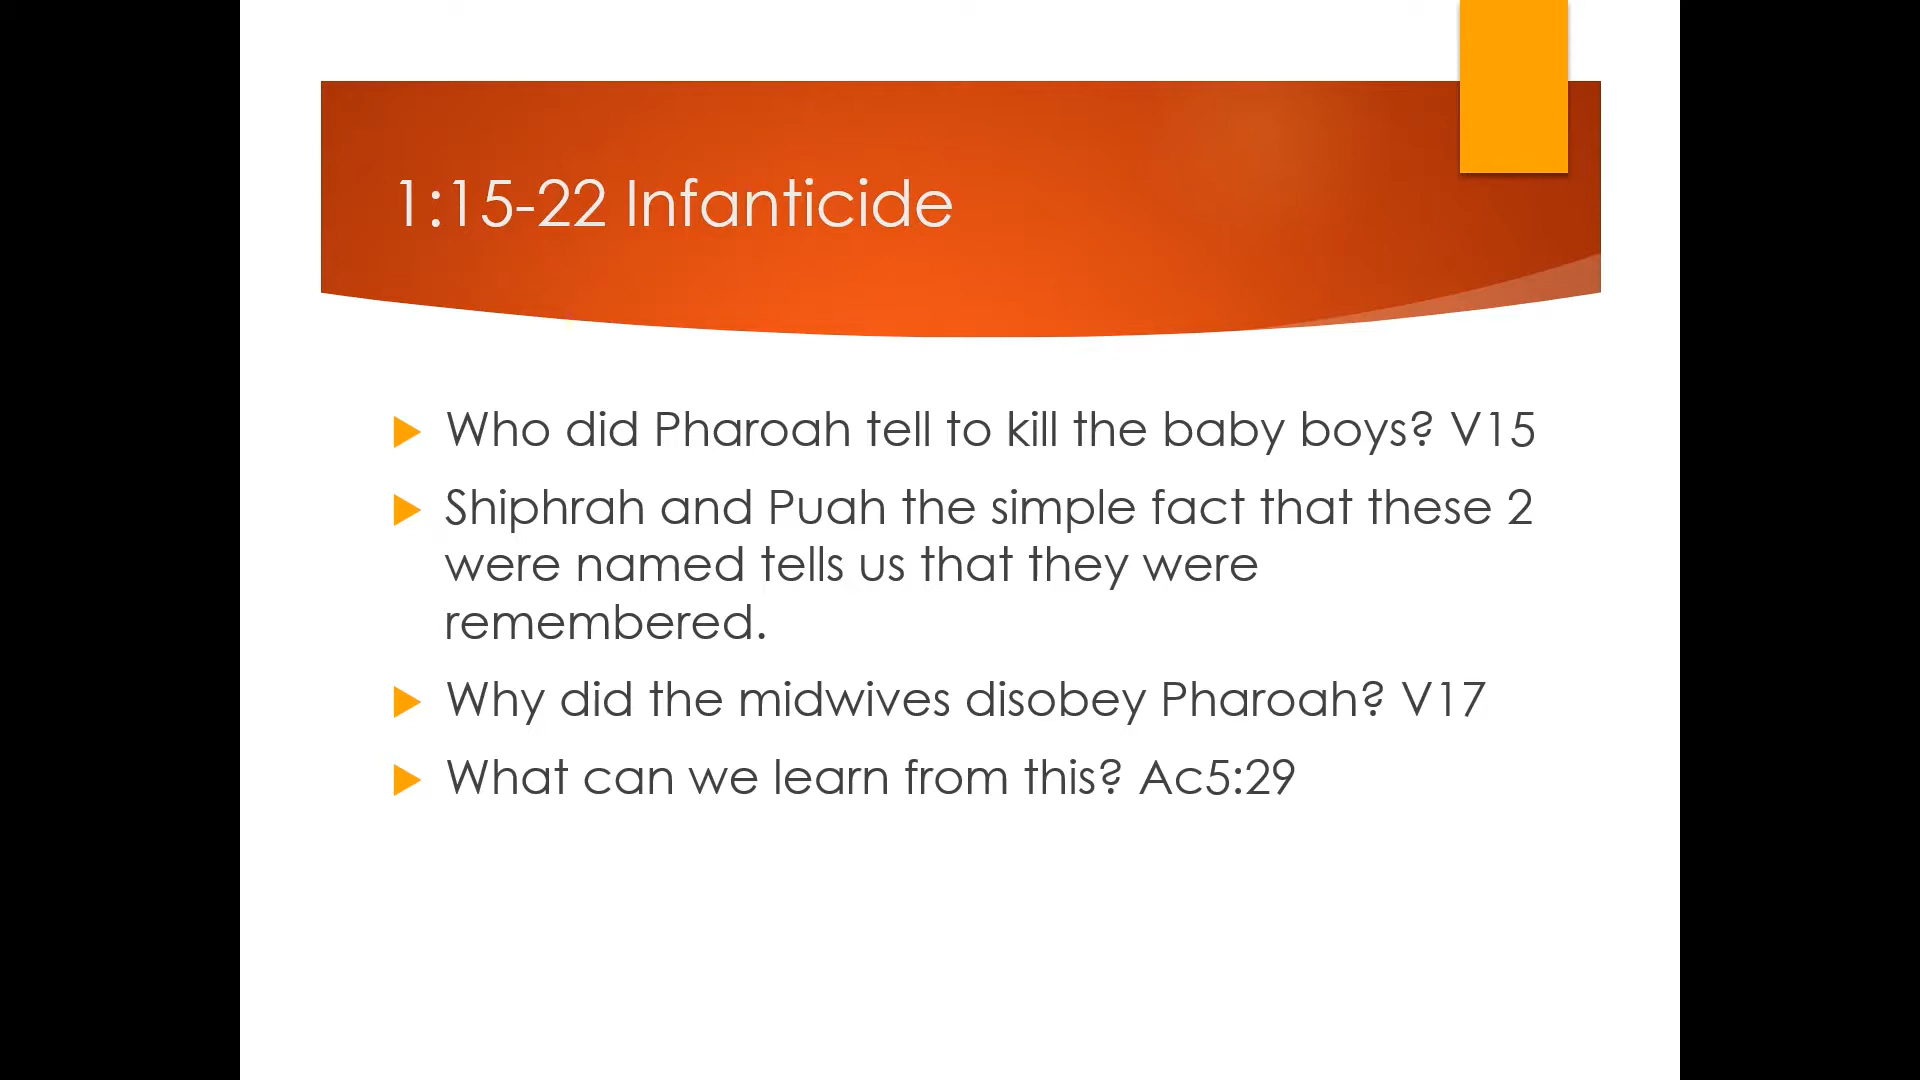 1:15-22 Infanticide
Who did Pharoah tell to kill the baby boys? V15
Shiphrah and Puah the simple fact that these 2
were named tells us that they were
remembered.
Why did the midwives disobey Pharoah? V17
What can we learn from this? Ac5:29